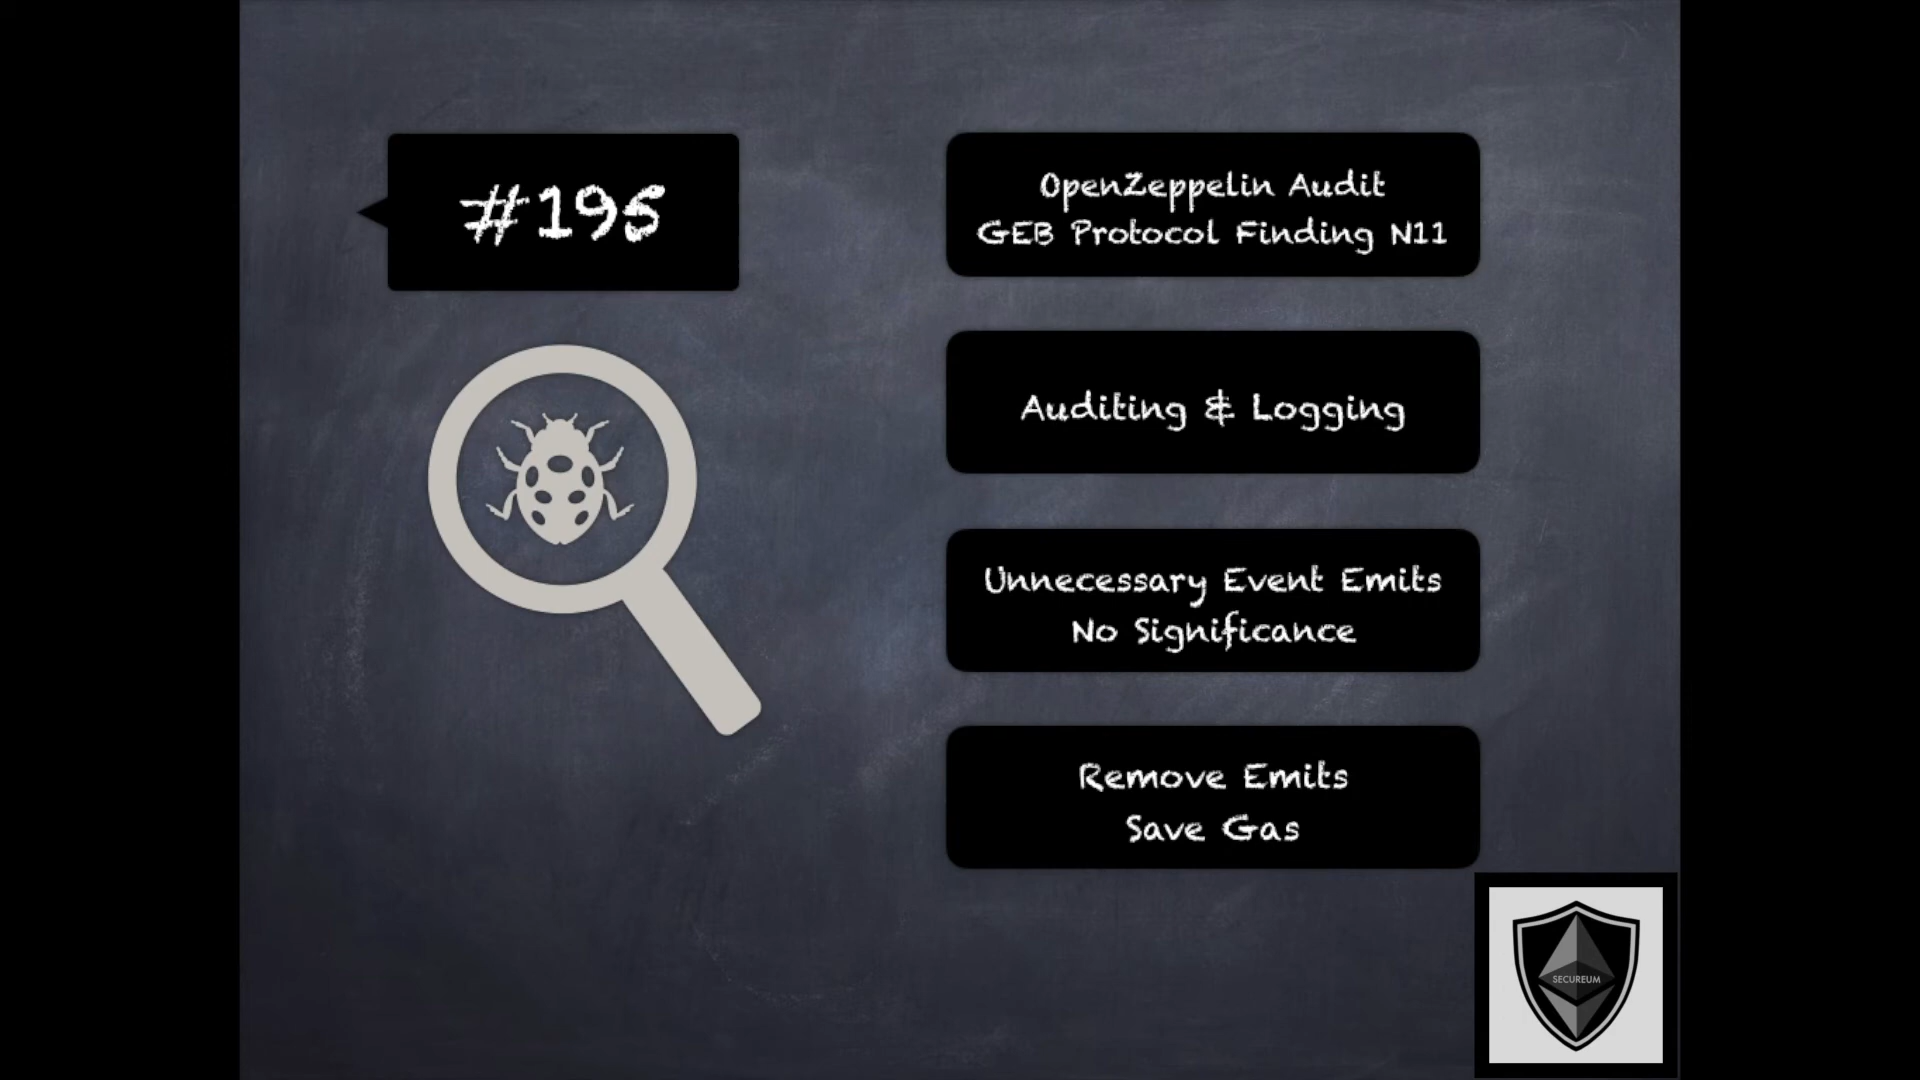 #195
OpenZeppelin Audit
GEB Protocol Finding N11
Auditing & Logging
Unnecessary Event Emits
No Significance
Remove Emits
Save Gas
SECUREUM